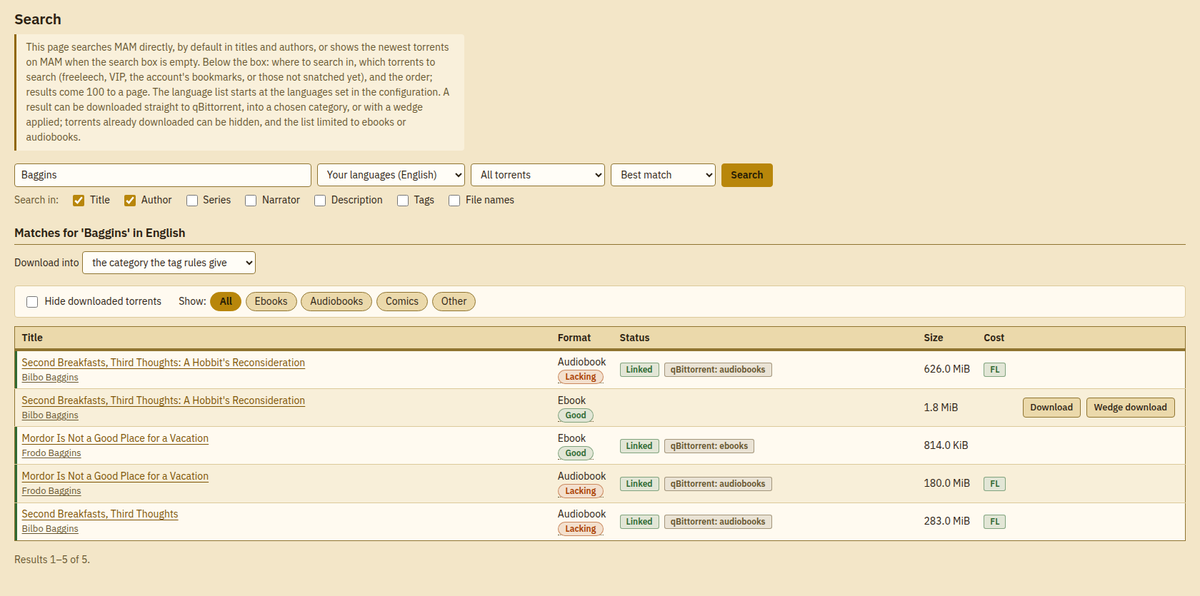 Search
This page searches MAM directly, by default in titles and authors, or shows the newest torrents
on MAM when the search box is empty. Below the box: where to search in, which torrents to
search (freeleech, VIP, the account's bookmarks, or those not snatched yet), and the order;
results come 100 to a page. The language list starts at the languages set in the configuration. A
result can be downloaded straight to qBittorrent, into a chosen category, or with a wedge
applied; torrents already downloaded can be hidden, and the list limited to ebooks or
audiobooks.
Baggins Your languages (English) All torrents Best match Search
Search in: Title Author Series Narrator Description Tags File names
Matches for 'Baggins' in English
Download into the category the tag rules give
Hide downloaded torrents Show: All Ebooks Audiobooks Comics Other
Title Format Status Size Cost
Second Breakfasts, Third Thoughts: A Hobbit's Reconsideration
Bilbo Baggins
Audiobook
Lacking
Linked qBittorrent: audiobooks 626.0 MiB FL
Second Breakfasts, Third Thoughts: A Hobbit's Reconsideration
Bilbo Baggins
Ebook
Good
1.8 MiB Download Wedge download
Mordor Is Not a Good Place for a Vacation
Frodo Baggins
Ebook
Good
Linked qBittorrent: ebooks 814.0 KiB
Mordor Is Not a Good Place for a Vacation
Frodo Baggins
Audiobook
Lacking
Linked qBittorrent: audiobooks 180.0 MiB FL
Second Breakfasts, Third Thoughts
Bilbo Baggins
Audiobook
Lacking
Linked qBittorrent: audiobooks 283.0 MiB FL
Results 1–5 of 5.